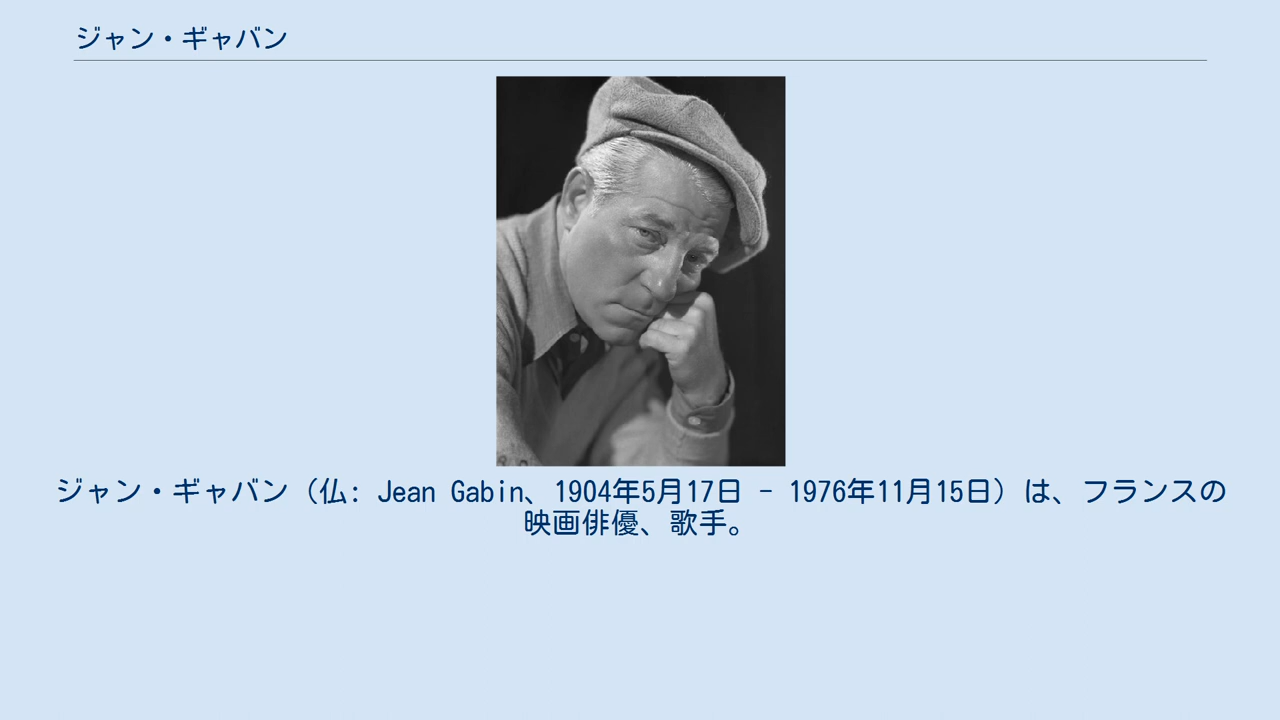 ジャン・ギャバン
ジャン・ギャバン（仏: Jean Gabin、1904年5月17日 - 1976年11月15日）は、フランスの
映画俳優、歌手。